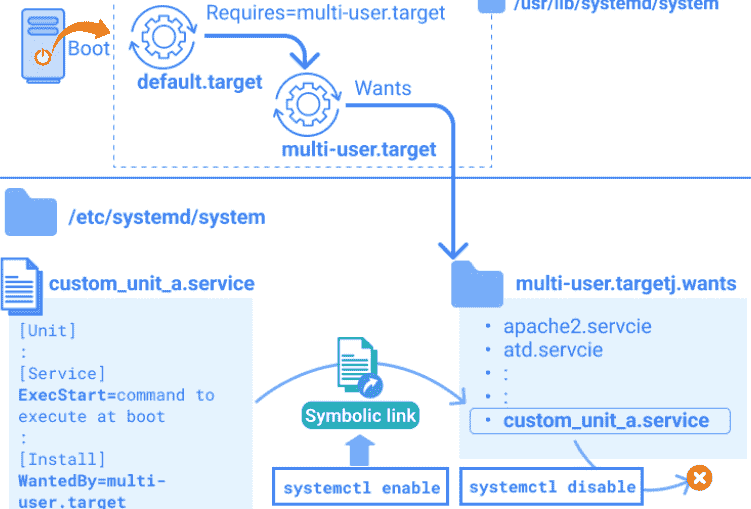 Requires=multi-user.target
/usr/lib/systemd/system
Boot
default.target
Wants
multi-user.target
/etc/systemd/system
custom_unit_a.service
[Unit]
:
[Service]
ExecStart=command to
execute at boot
:
[Install]
WantedBy=multi-
user.target
Symbolic link
systemctl enable
multi-user.targetj.wants
• apache2.servcie
• atd.servcie
• :
• :
• custom_unit_a.service
systemctl disable